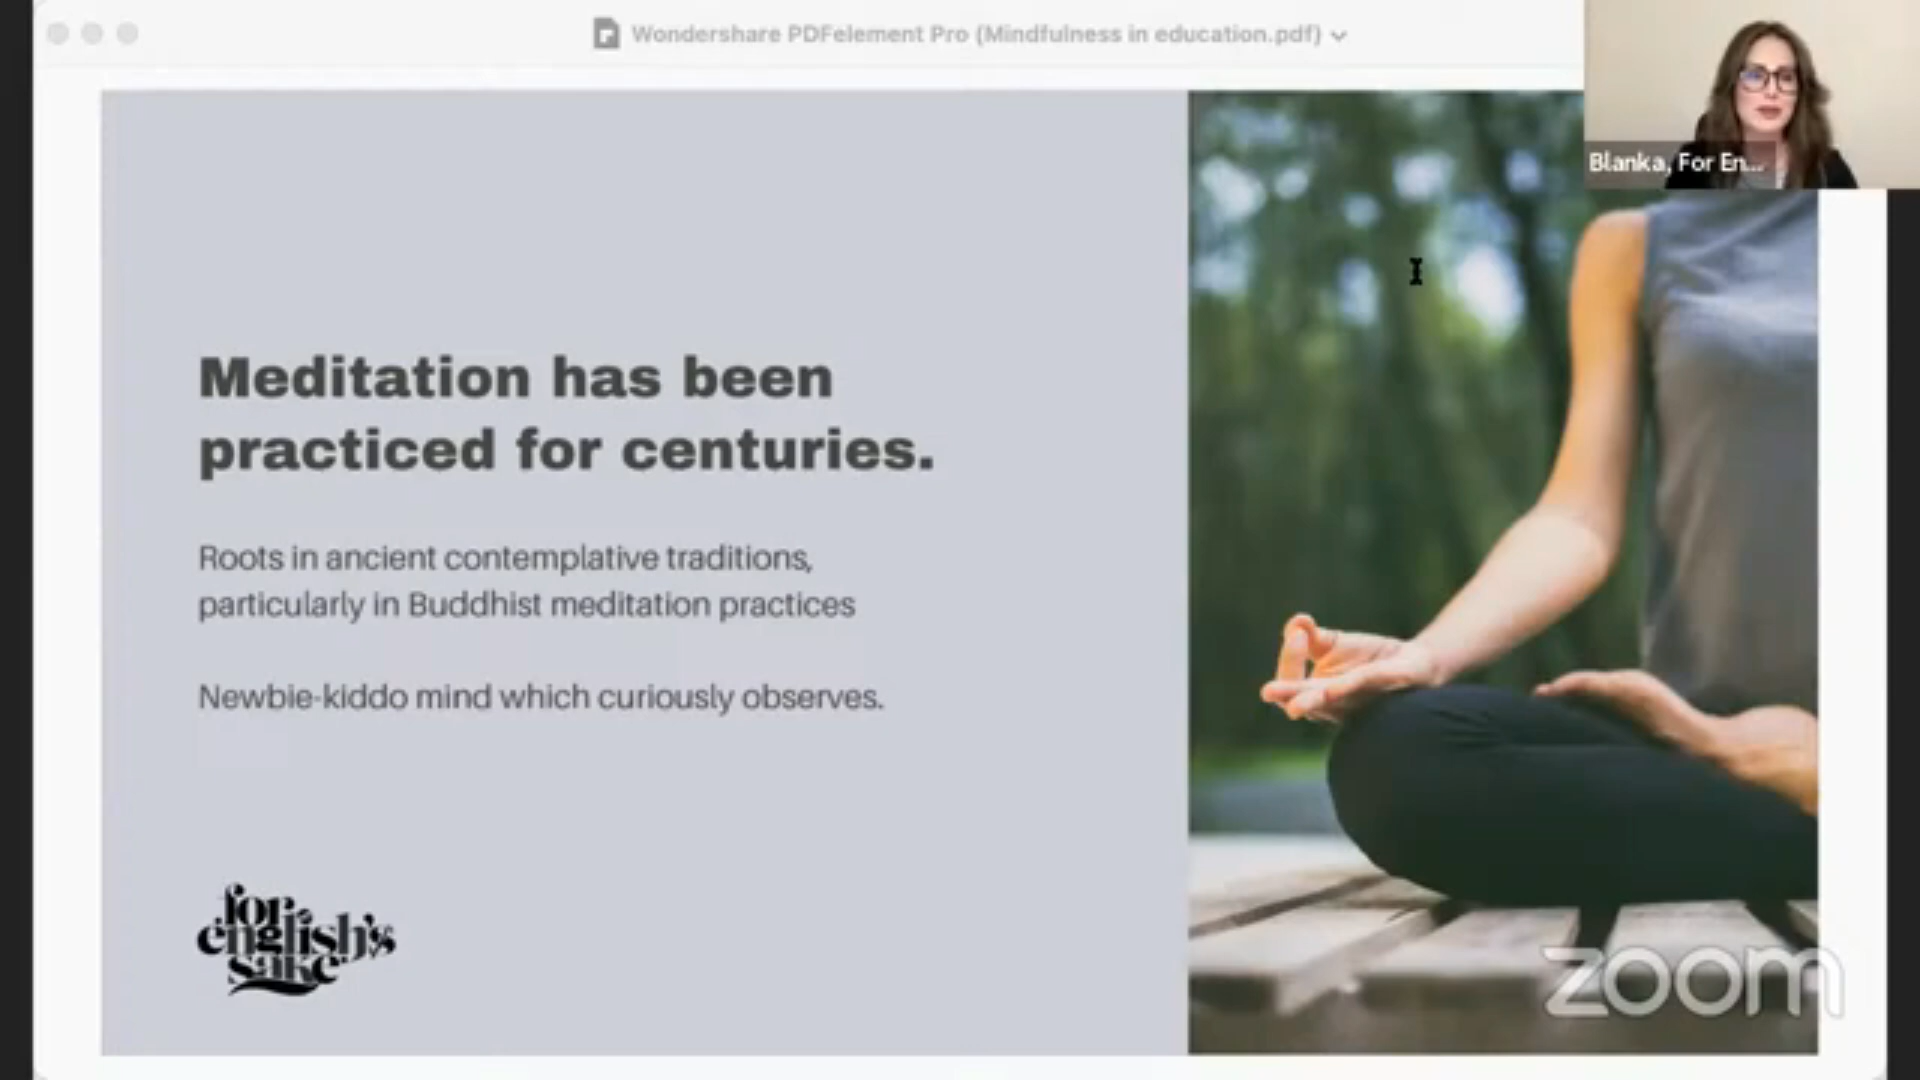 Wondershare PDFelement Pro (Mindfulness in education.pdf)
Blanka, For En...
Meditation has been
practiced for centuries.
Roots in ancient contemplative traditions,
particularly in Buddhist meditation practices
Newbie-kiddo mind which curiously observes.
for
english's
sake
zoom